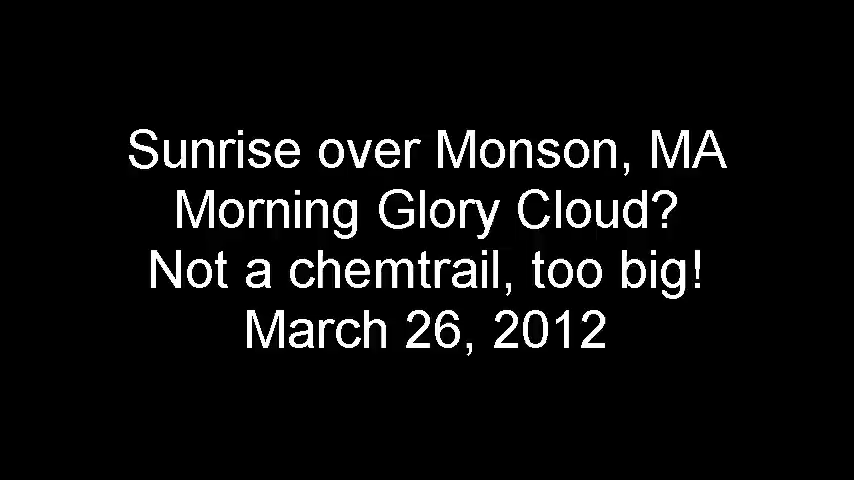 Sunrise over Monson, MA
Morning Glory Cloud?
Not a chemtrail, too big!
March 26, 2012